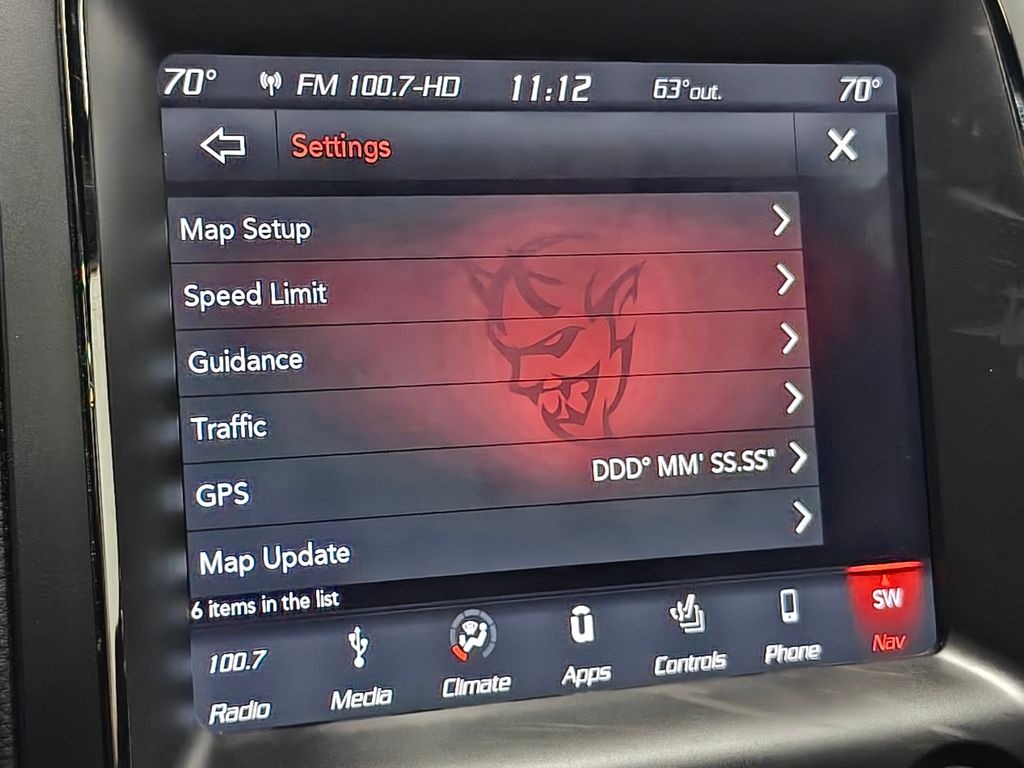 70° FM 100.7-HD 11:12 63°out. 70°
Settings X
Map Setup
Speed Limit
Guidance
Traffic
GPS DDD° MM' SS.SS"
Map Update
6 items in the list
100.7 SW
Radio Media Climate Apps Controls Phone Nav